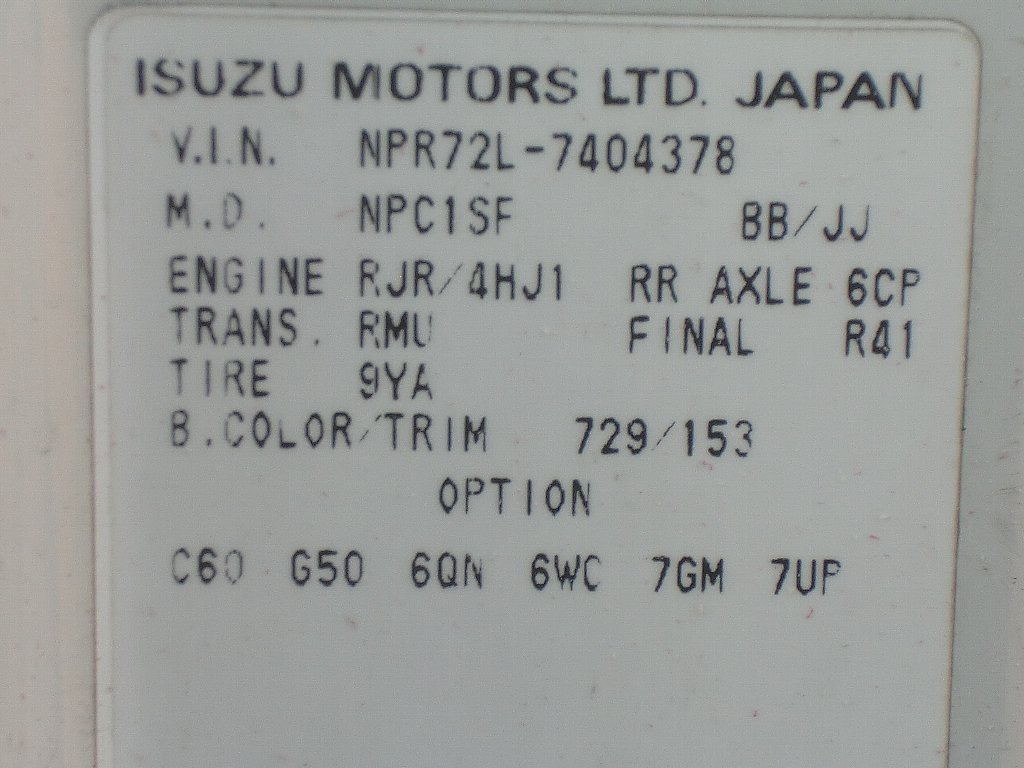 ISUZU MOTORS LTD. JAPAN
V.I.N. NPR72L-7404378
M.D. NPC1SF BB/JJ
ENGINE RJR/4HJ1 RR AXLE 6CP
TRANS. RMU FINAL R41
TIRE 9YA
B.COLOR/TRIM 729/153
OPTION
C60 G50 6QN 6WC 7GM 7UP